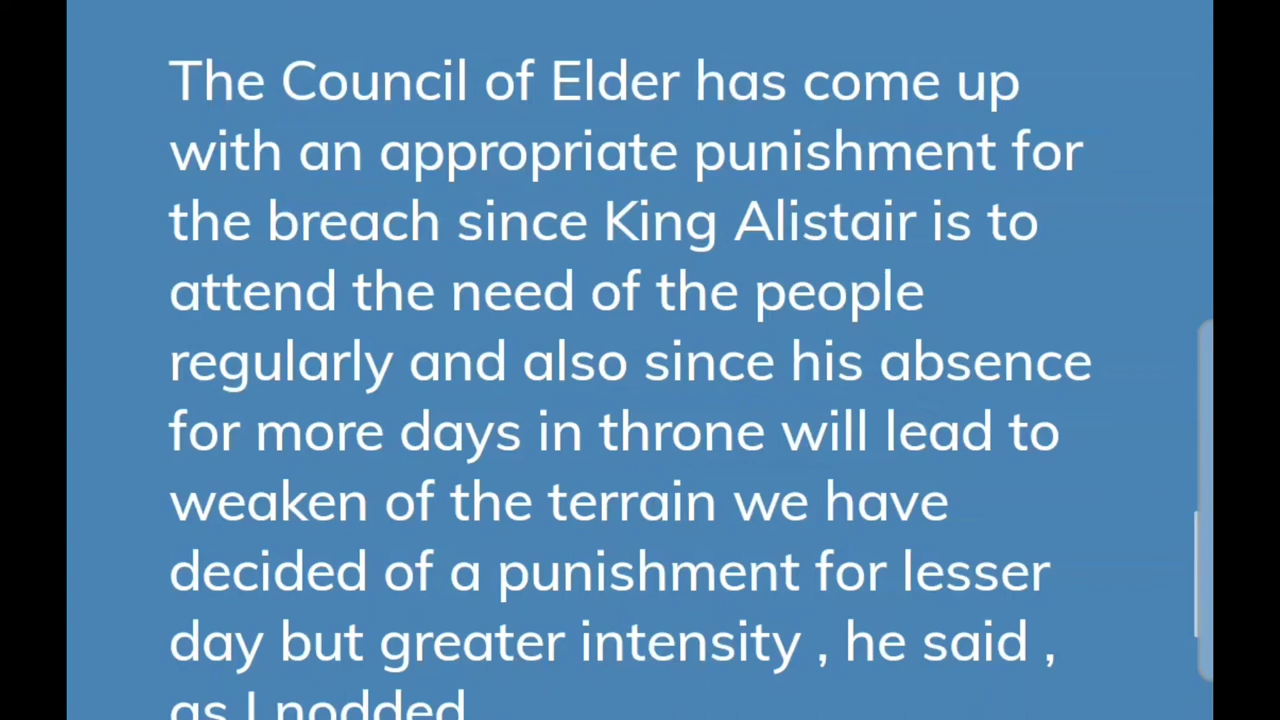 The Council of Elder has come up
with an appropriate punishment for
the breach since King Alistair is to
attend the need of the people
regularly and also since his absence
for more days in throne will lead to
weaken of the terrain we have
decided of a punishment for lesser
day but greater intensity , he said ,
as I nodded